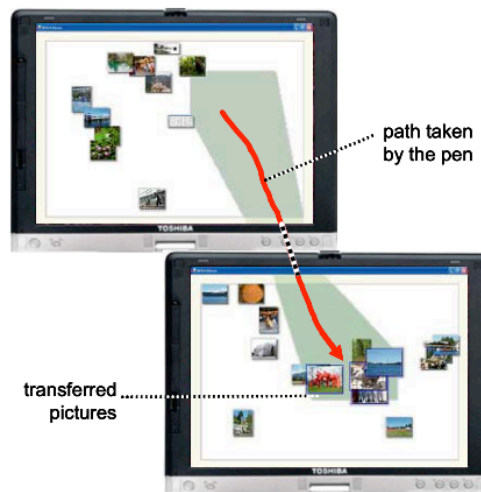 path taken
by the pen
TOSHIBA
transferred
pictures
TOSHIBA